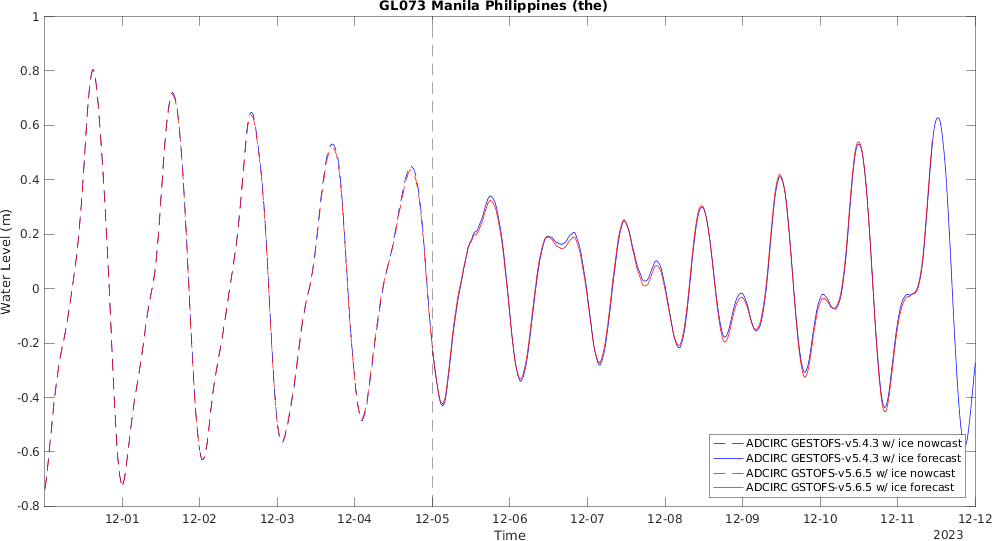 GL073 Manila Philippines (the)
1
0.8
0.6
0.4
0.2
0
-0.2
-0.4
-0.6
-0.8
Water Level (m)
12-01 12-02 12-03 12-04 12-05 12-06 12-07 12-08 12-09 12-10 12-11 12-12
Time
2023
ADCIRC GESTOFS-v5.4.3 w/ ice nowcast
ADCIRC GESTOFS-v5.4.3 w/ ice forecast
ADCIRC GSTOFS-v5.6.5 w/ ice nowcast
ADCIRC GSTOFS-v5.6.5 w/ ice forecast